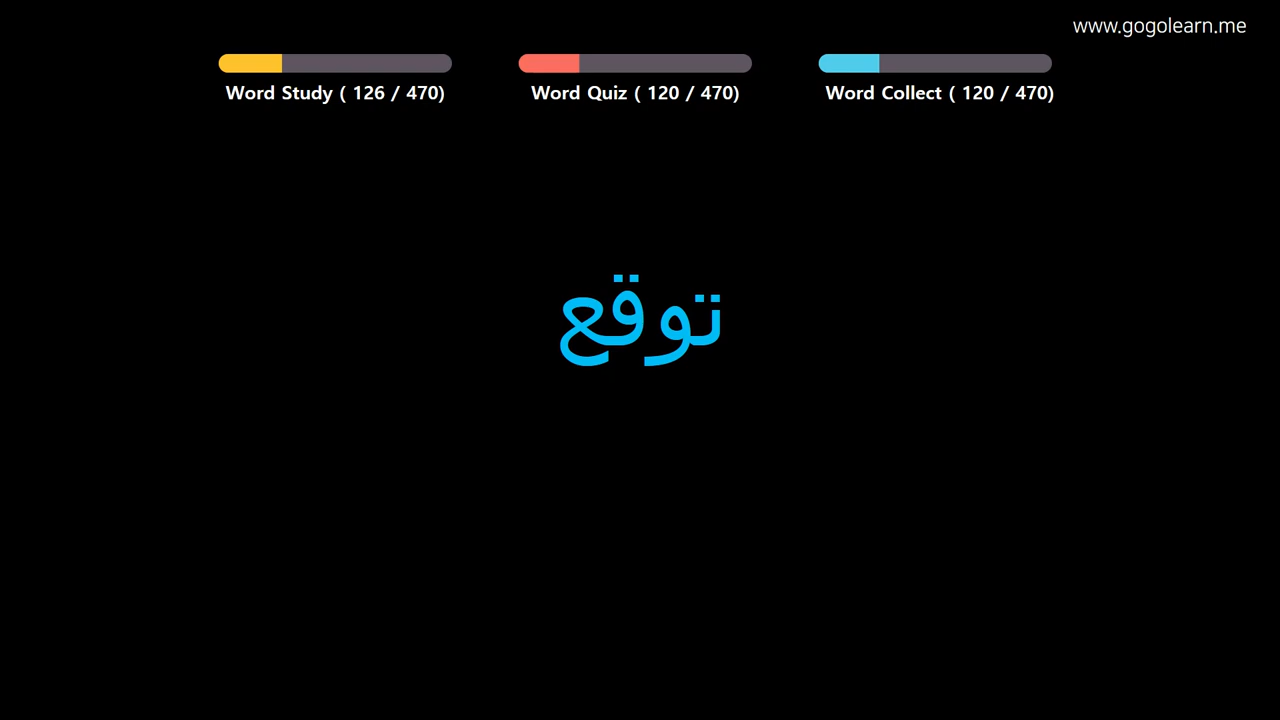 www.gogolearn.me
Word Study ( 126 / 470)
Word Quiz ( 120 / 470)
Word Collect ( 120 / 470)
توقع